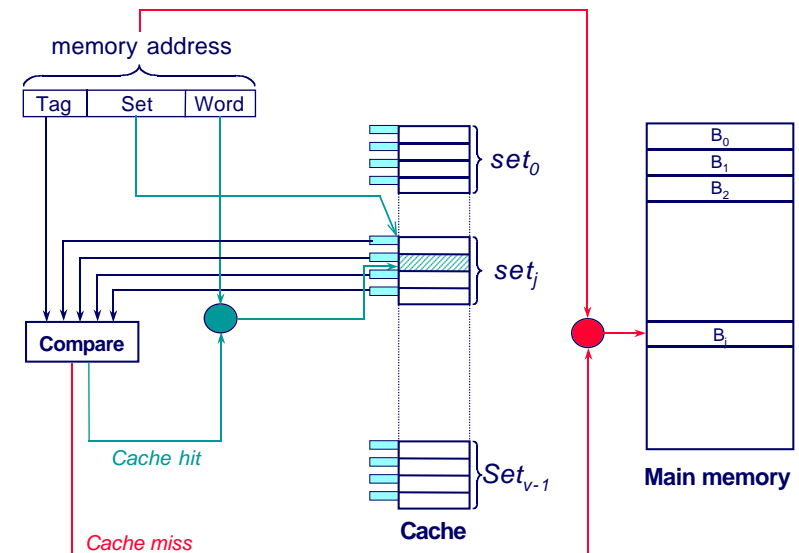 memory address
Tag Set Word
set0
B0
B1
B2
setj
Compare
Bj
Cache hit
Setv-1
Main memory
Cache
Cache miss